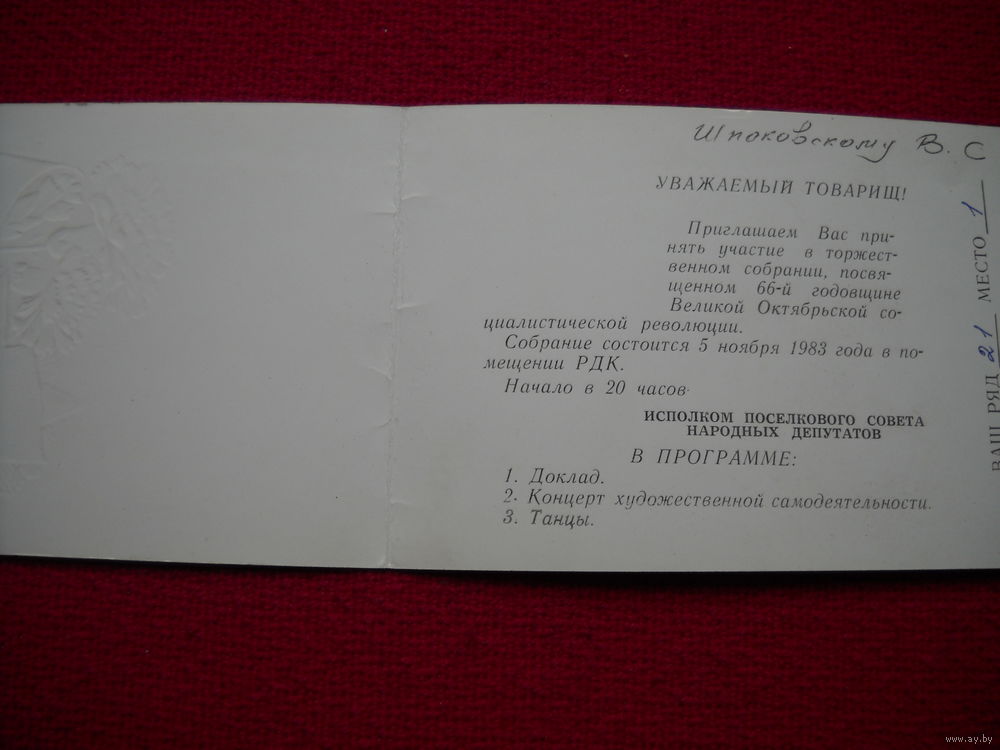 Шпаковскому В. С
УВАЖАЕМЫЙ ТОВАРИЩ!
Приглашаем Вас при-
нять участие в торжест-
венном собрании, посвя-
щенном 66-й годовщине
Великой Октябрьской со-
циалистической революции.
Собрание состоится 5 ноября 1983 года в по-
мещении РДК.
Начало в 20 часов.
ИСПОЛКОМ ПОСЕЛКОВОГО СОВЕТА
НАРОДНЫХ ДЕПУТАТОВ
В ПРОГРАММЕ:
1. Доклад.
2. Концерт художественной самодеятельности.
3. Танцы.
ВАШ РЯД 21 МЕСТО 1
www.ay.by